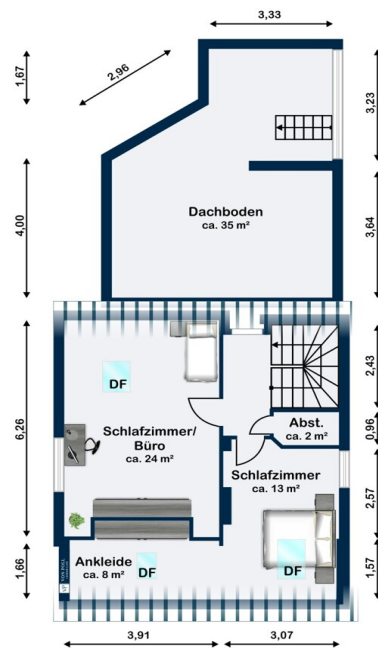 3,33
2,96
1,67
3,23
4,00
3,64
Dachboden
ca. 35 m²
DF
6,26
2,43
Schlafzimmer/
Büro
ca. 24 m²
Abst.
ca. 2 m²
0,96
Schlafzimmer
ca. 13 m²
2,57
Ankleide
ca. 8 m²
DF
DF
1,66
1,57
VON POLL
3,91
3,07